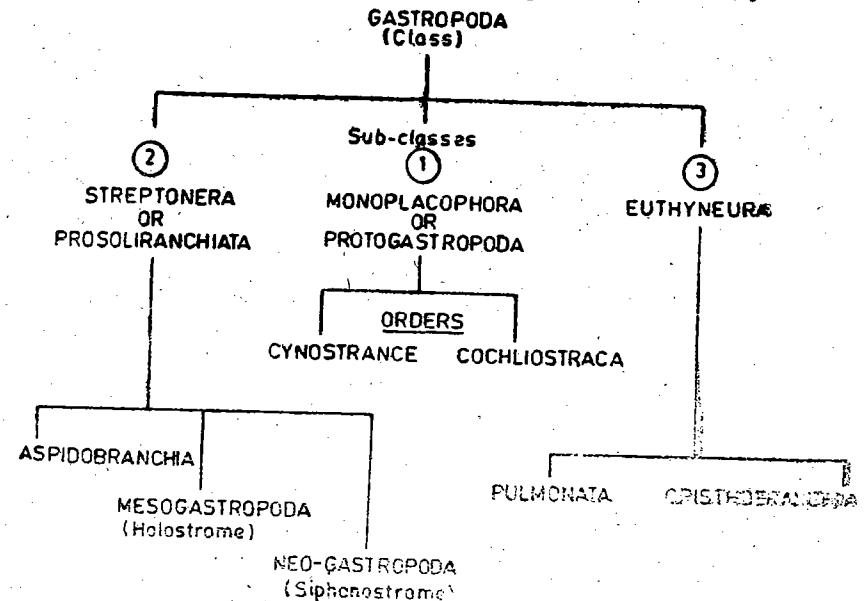 GASTROPODA
(Class)
Sub-classes
2
STREPTONERA
OR
PROSOLIRANCHIATA
1
MONOPLACOPHORA
OR
PROTOGASTROPODA
3
EUTHYNEURA
ORDERS
CYNOSTRANCE
COCHLIOSTRACA
ASPIDOBRANCHIA
MESOGASTROPODA
(Holostrome)
NEO-GASTROPODA
(Siphonostrome)
PULMONATA